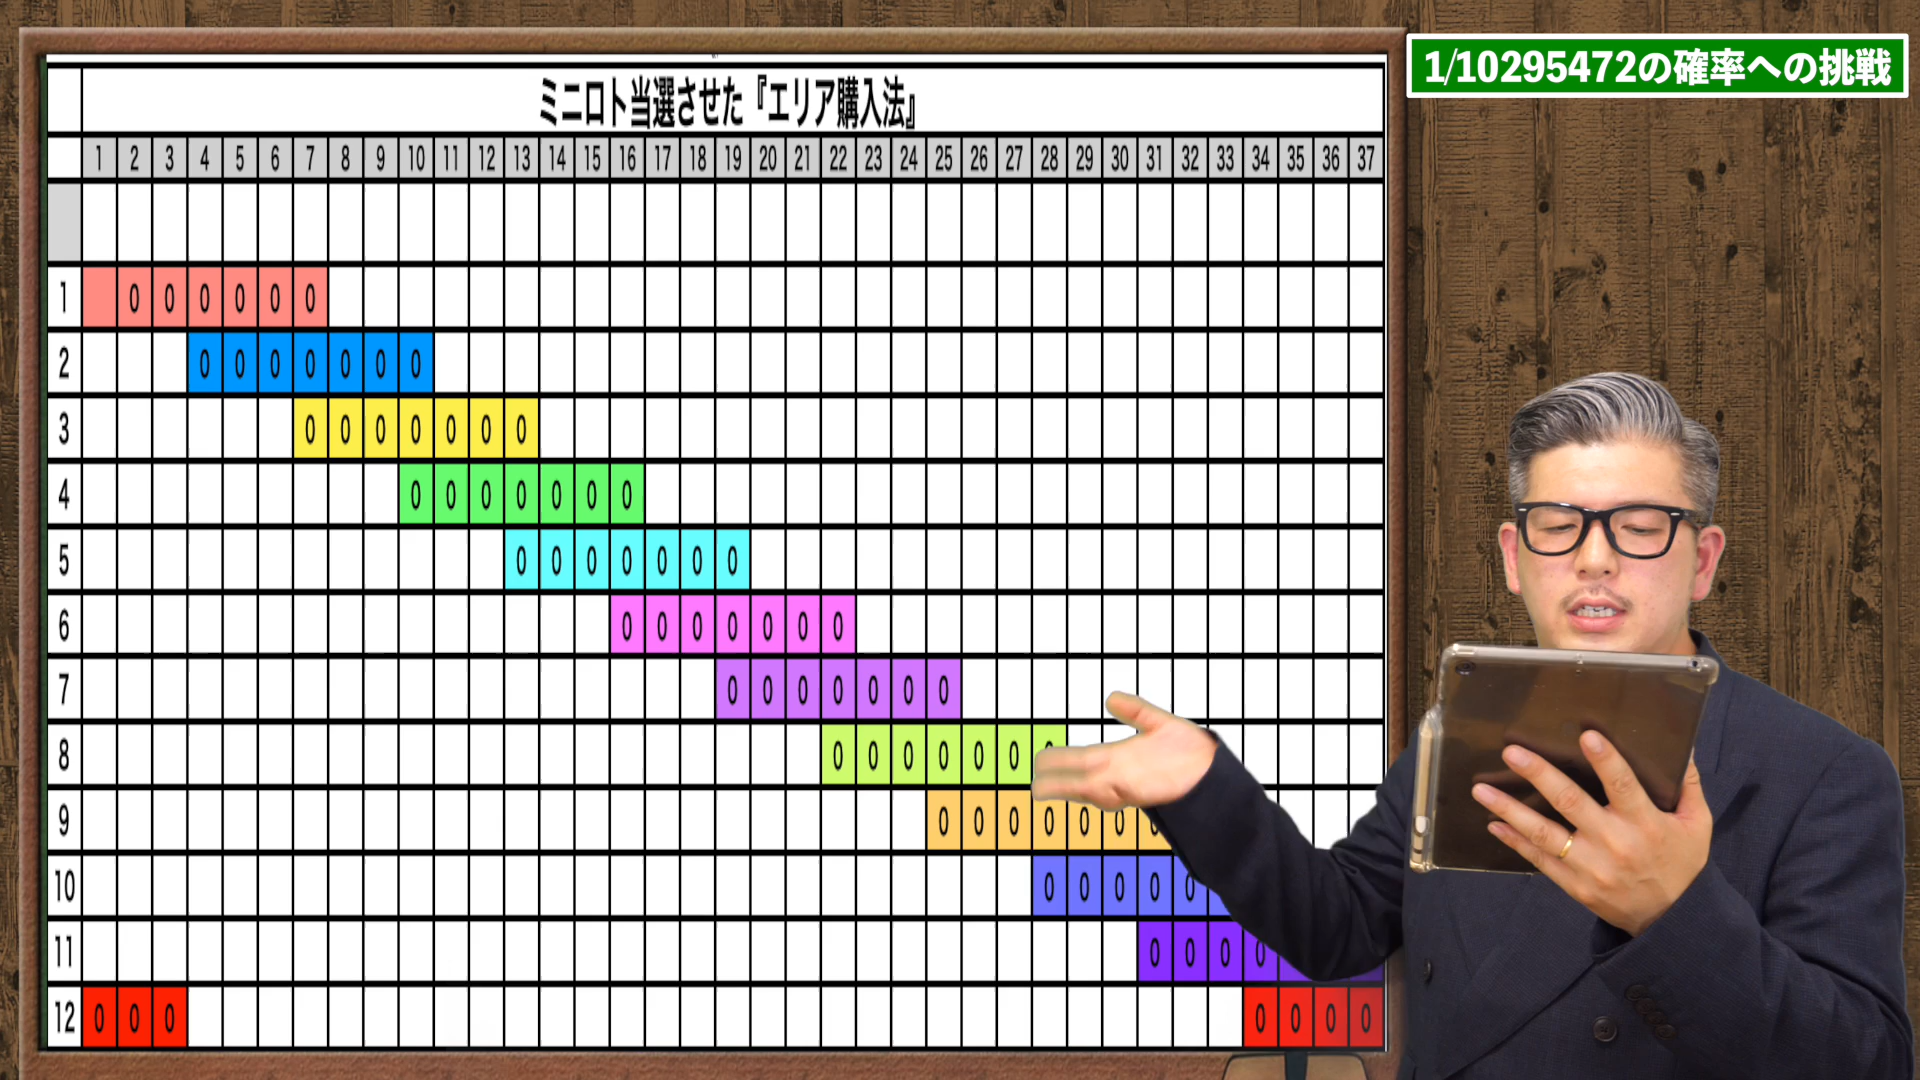 1/10295472の確率への挑戦
ミニロト当選させた『エリア購入法』
1 2 3 4 5 6 7 8 9 10 11 12 13 14 15 16 17 18 19 20 21 22 23 24 25 26 27 28 29 30 31 32 33 34 35 36 37
1 0 0 0 0 0 0
2 0 0 0 0 0 0 0
3 0 0 0 0 0 0 0
4 0 0 0 0 0 0 0
5 0 0 0 0 0 0 0
6 0 0 0 0 0 0 0
7 0 0 0 0 0 0 0
8 0 0 0 0 0 0
9 0 0 0 0 0 0
10 0 0 0 0 0
11 0 0 0 0
12 0 0 0 0 0 0 0